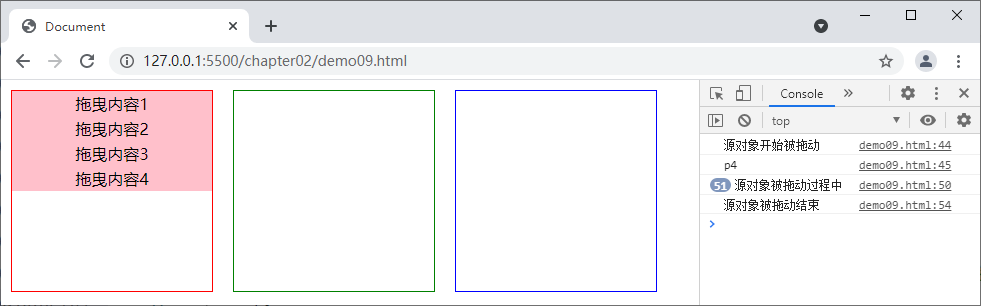 Document
127.0.0.1:5500/chapter02/demo09.html
拖曳内容1
拖曳内容2
拖曳内容3
拖曳内容4
Console
top
源对象开始被拖动 demo09.html:44
p4 demo09.html:45
51 源对象被拖动过程中 demo09.html:50
源对象被拖动结束 demo09.html:54